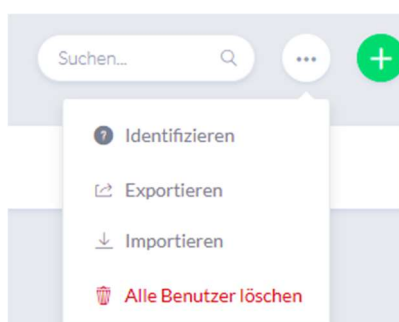 Suchen...
Identifizieren
Exportieren
Importieren
Alle Benutzer löschen